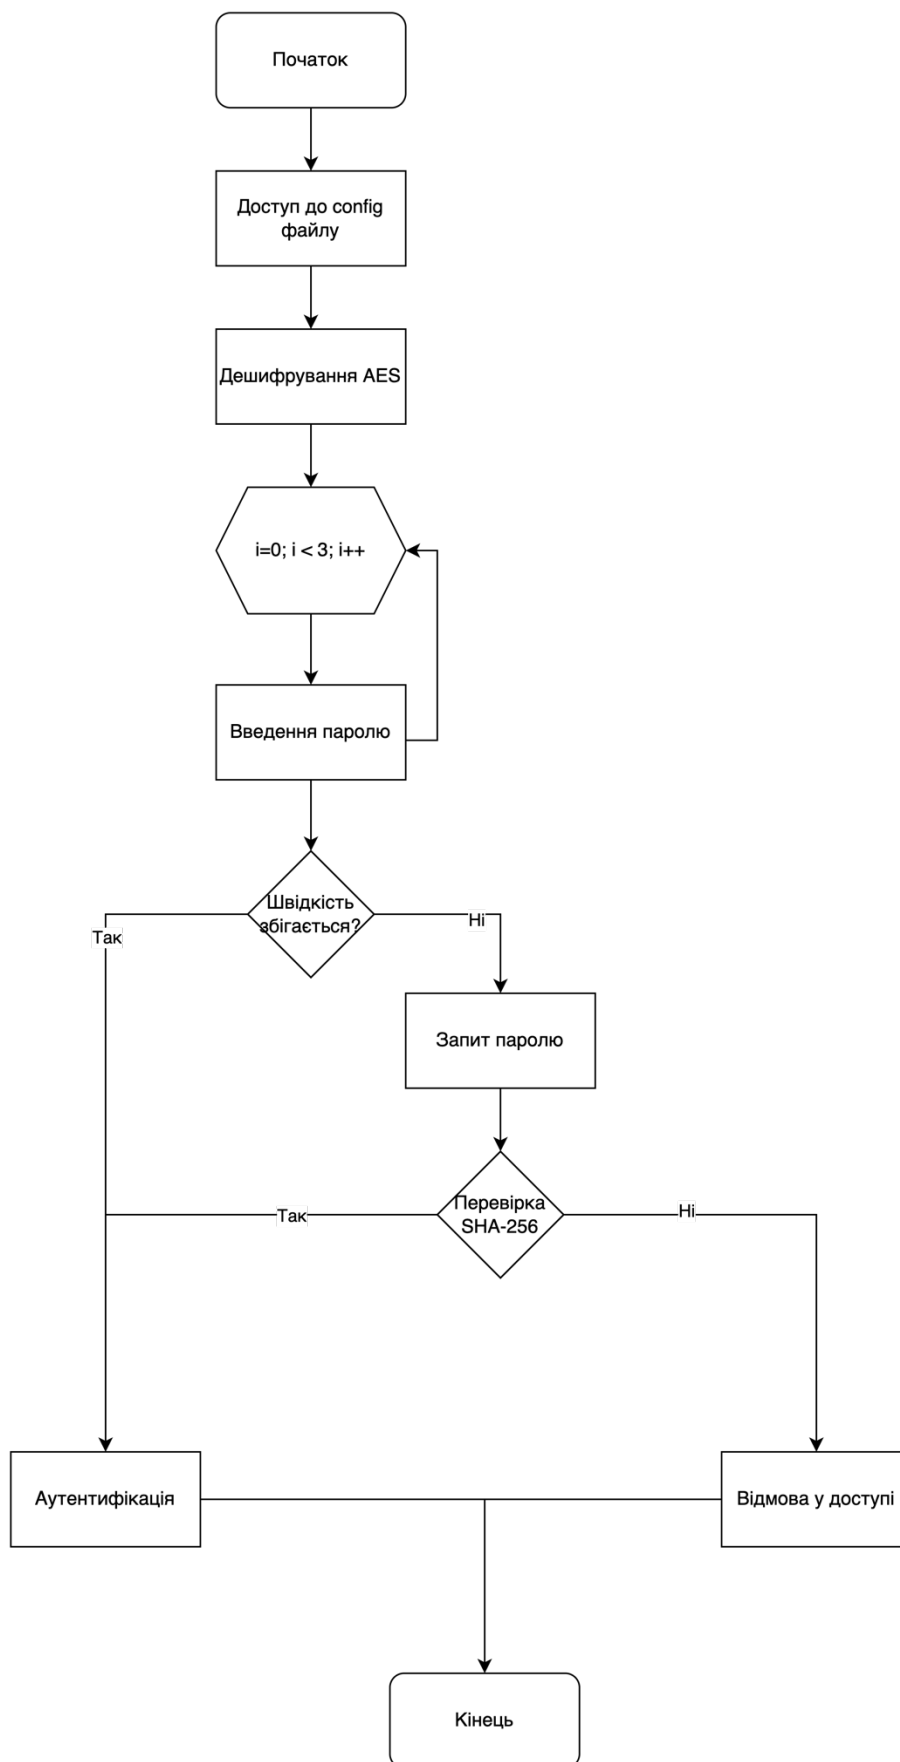 Початок
Доступ до config
файлу
Дешифрування AES
i=0; i < 3; i++
Введення паролю
Швідкість
збігається?
Так
Ні
Запит паролю
Перевірка
SHA-256
Так
Ні
Аутентифікація
Відмова у доступі
Кінець